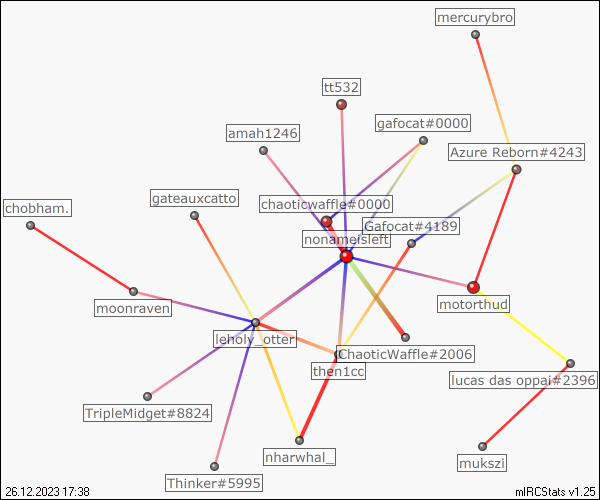 mercurybro
tt532
gafocat#0000
amah1246
Azure Reborn#4243
gateauxcatto
chaoticwaffle#0000
chobham.
Gafocat#4189
nonameisleft
moonraven
motorthud
leholy_otter
ChaoticWaffle#2006
then1cc
lucas das oppai#2396
TripleMidget#8824
nharwhal_
mukszi
Thinker#5995
26.12.2023 17:38
mIRCStats v1.25